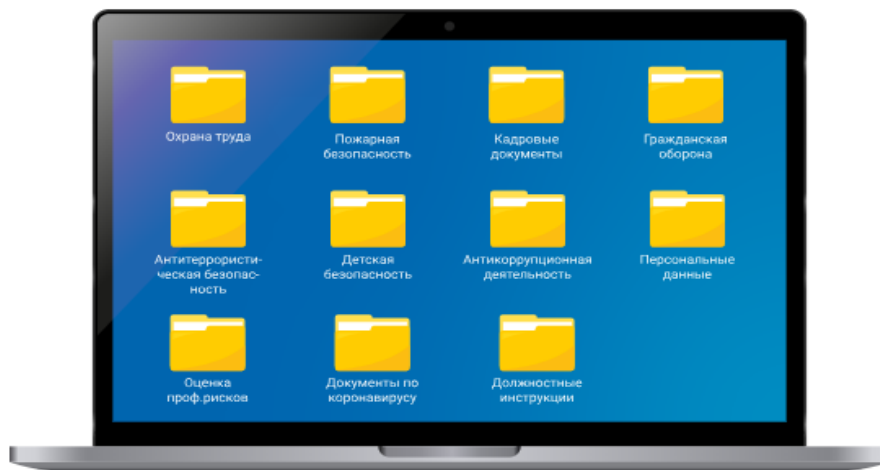 Охрана труда
Пожарная
безопасность
Кадровые
документы
Гражданская
оборона
Антитеррористи-
ческая безопас-
ность
Детская
безопасность
Антикоррупционная
деятельность
Персональные
данные
Оценка
проф.рисков
Документы по
коронавирусу
Должностные
инструкции